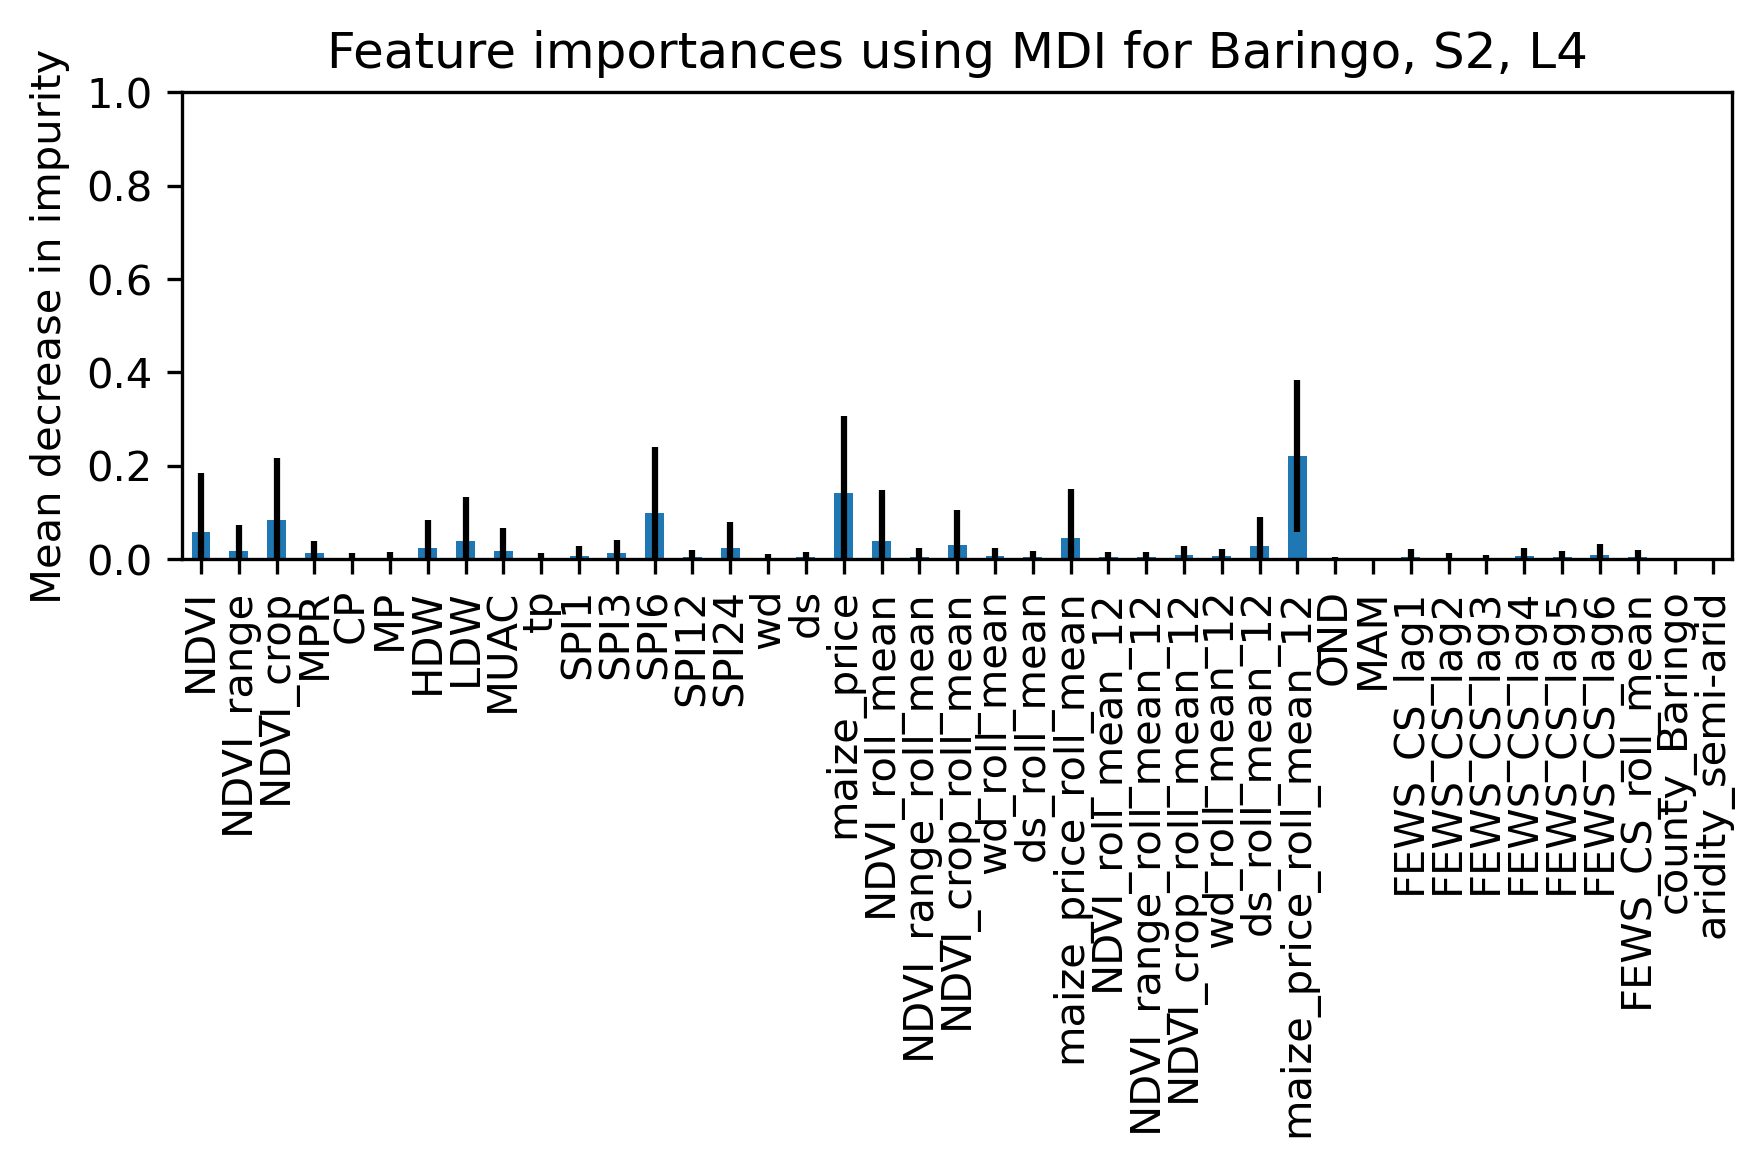 Feature importances using MDI for Baringo, S2, L4
Mean decrease in impurity
1.0
0.8
0.6
0.4
0.2
0.0
NDVI
NDVI_range
NDVI_crop
MPR
CP
MP
HDW
LDW
MUAC
tp
SPI1
SPI3
SPI6
SPI12
SPI24
wd
ds
maize_price
NDVI_roll_mean
NDVI_range_roll_mean
NDVI_crop_roll_mean
wd_roll_mean
ds_roll_mean
maize_price_roll_mean
NDVI_roll_mean_12
NDVI_range_roll_mean_12
NDVI_crop_roll_mean_12
wd_roll_mean_12
ds_roll_mean_12
maize_price_roll_mean_12
OND
MAM
FEWS_CS_lag1
FEWS_CS_lag2
FEWS_CS_lag3
FEWS_CS_lag4
FEWS_CS_lag5
FEWS_CS_lag6
FEWS_CS_roll_mean
county_Baringo
aridity_semi-arid